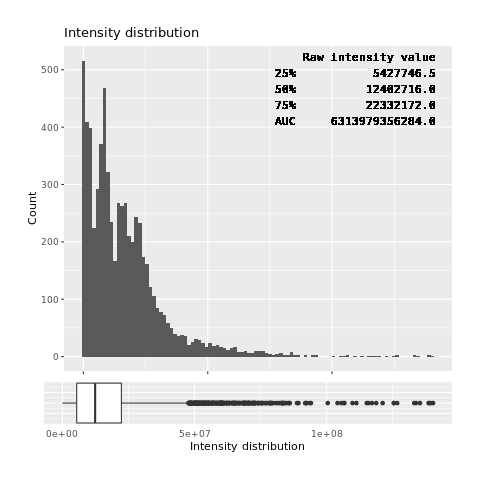 Intensity distribution
Raw intensity value
25% 5427746.5
50% 12402716.0
75% 22332172.0
AUC 6313979356284.0
500
400
300
200
100
0
Count
0e+00 5e+07 1e+08
Intensity distribution